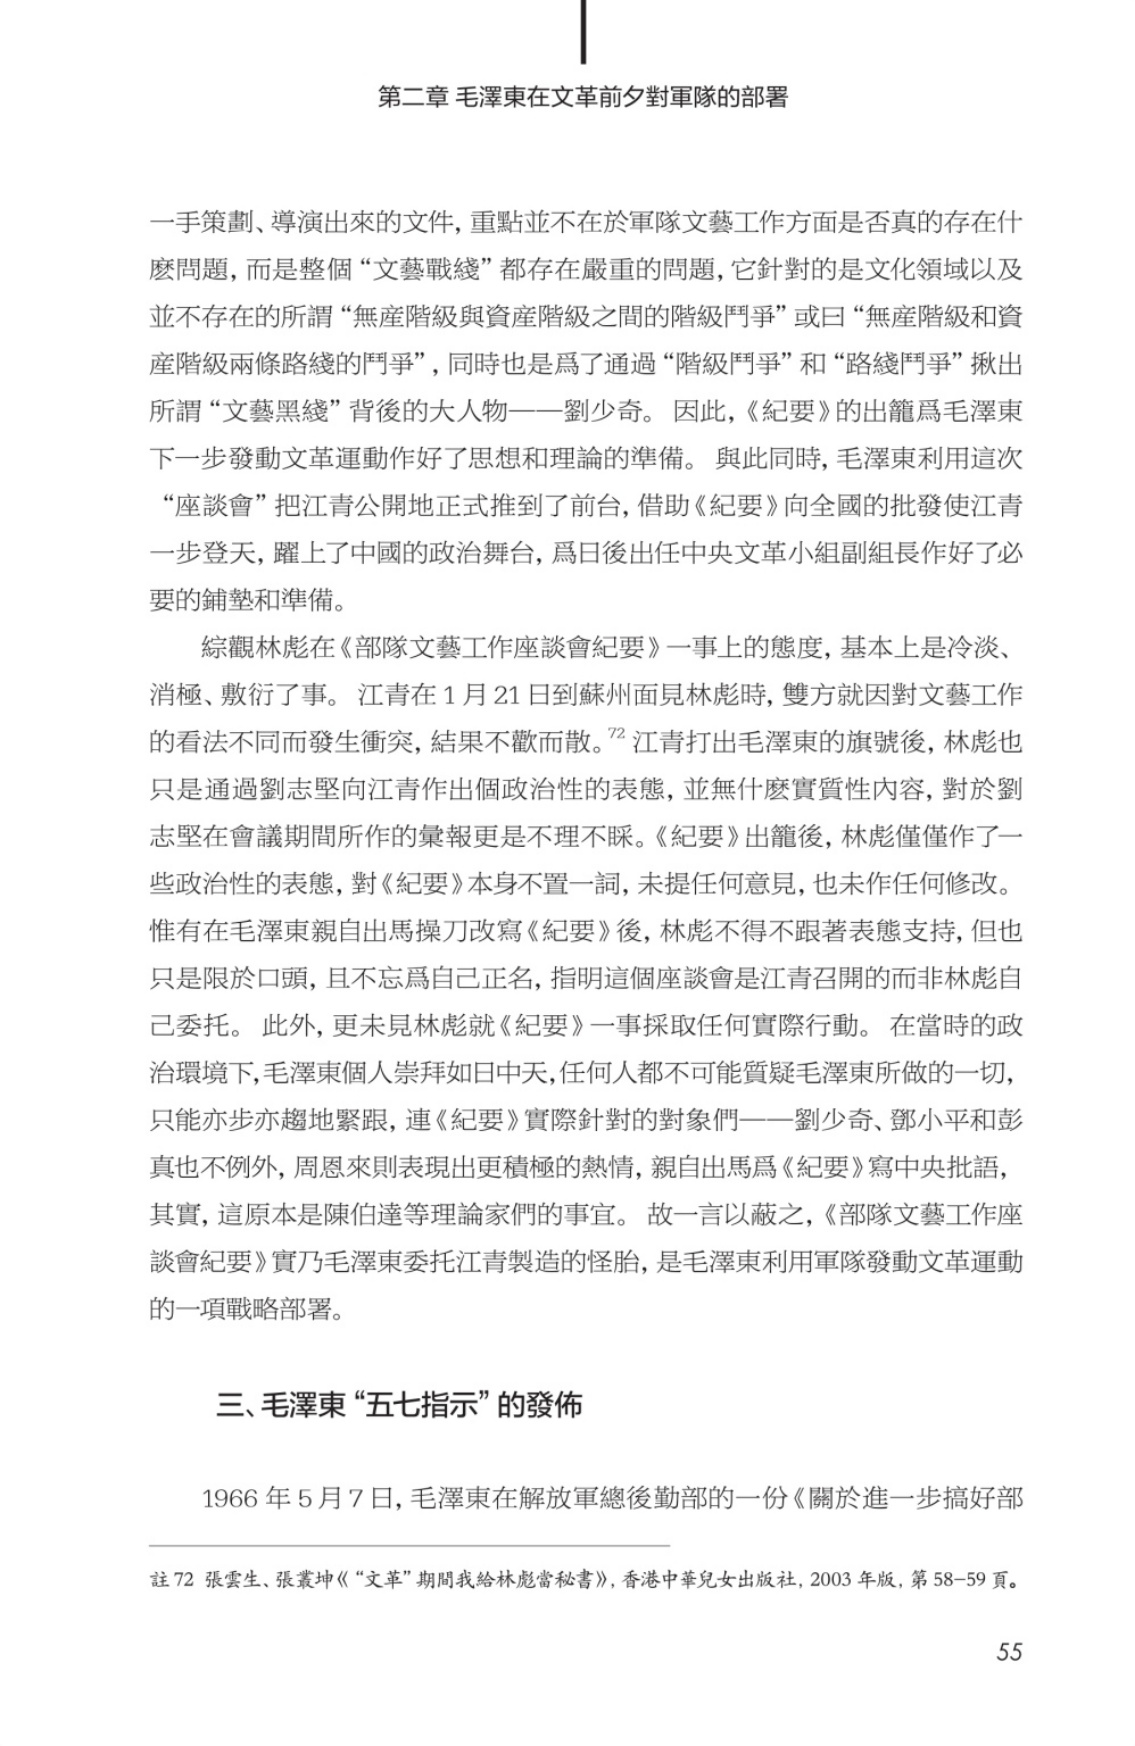 第二章 毛澤東在文革前夕對軍隊的部署
一手策劃、導演出來的文件，重點並不在於軍隊文藝工作方面是否真的存在什
麽問題，而是整個“文藝戰綫”都存在嚴重的問題，它針對的是文化領域以及
並不存在的所謂“無産階級與資産階級之間的階級鬥爭”或曰“無産階級和資
産階級兩條路綫的鬥爭”，同時也是爲了通過“階級鬥爭”和“路綫鬥爭”揪出
所謂“文藝黑綫”背後的大人物——劉少奇。因此，《紀要》的出籠爲毛澤東
下一步發動文革運動作好了思想和理論的準備。與此同時，毛澤東利用這次
“座談會”把江青公開地正式推到了前台，借助《紀要》向全國的批發使江青
一步登天，躍上了中國的政治舞台，爲日後出任中央文革小組副組長作好了必
要的鋪墊和準備。
綜觀林彪在《部隊文藝工作座談會紀要》一事上的態度，基本上是冷淡、
消極、敷衍了事。江青在 1 月 21 日到蘇州面見林彪時，雙方就因對文藝工作
的看法不同而發生衝突，結果不歡而散。72 江青打出毛澤東的旗號後，林彪也
只是通過劉志堅向江青作出個政治性的表態，並無什麽實質性內容，對於劉
志堅在會議期間所作的彙報更是不理不睬。《紀要》出籠後，林彪僅僅作了一
些政治性的表態，對《紀要》本身不置一詞，未提任何意見，也未作任何修改。
惟有在毛澤東親自出馬操刀改寫《紀要》後，林彪不得不跟著表態支持，但也
只是限於口頭，且不忘爲自己正名，指明這個座談會是江青召開的而非林彪自
己委托。此外，更未見林彪就《紀要》一事採取任何實際行動。在當時的政
治環境下，毛澤東個人崇拜如日中天，任何人都不可能質疑毛澤東所做的一切，
只能亦步亦趨地緊跟，連《紀要》實際針對的對象們——劉少奇、鄧小平和彭
真也不例外，周恩來則表現出更積極的熱情，親自出馬爲《紀要》寫中央批語，
其實，這原本是陳伯達等理論家們的事宜。故一言以蔽之，《部隊文藝工作座
談會紀要》實乃毛澤東委托江青製造的怪胎，是毛澤東利用軍隊發動文革運動
的一項戰略部署。
三、毛澤東“五七指示”的發佈
1966 年 5 月 7 日，毛澤東在解放軍總後勤部的一份《關於進一步搞好部
註 72 張雲生、張叢坤《“文革”期間我給林彪當秘書》，香港中華兒女出版社，2003 年版，第 58-59 頁。
55